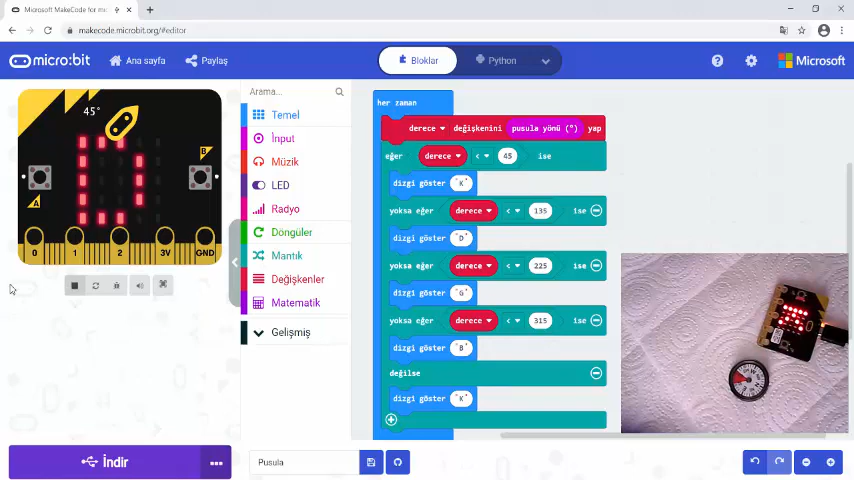 Microsoft MakeCode for mi
makecode.microbit.org/#editor
micro:bit
Ana sayfa
Paylaş
Bloklar
Python
Microsoft
45°
A
B
0 1 2 3V GND
İndir
Arama...
Temel
Input
Müzik
LED
Radyo
Döngüler
Mantık
Değişkenler
Matematik
Gelişmiş
her zaman
derece değişkenini pusula yönü (°) yap
eğer derece < 45 ise
dizgi göster "K"
yoksa eğer derece < 135 ise
dizgi göster "D"
yoksa eğer derece < 225 ise
dizgi göster "G"
yoksa eğer derece < 315 ise
dizgi göster "B"
değilse
dizgi göster "K"
Pusula